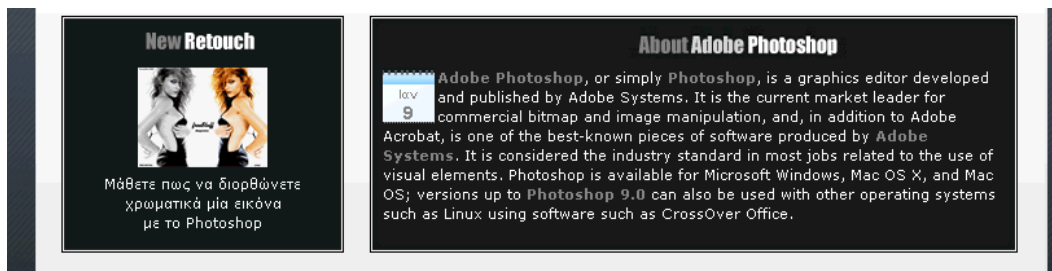 New Retouch
Μάθετε πως να διορθώνετε
χρωματικά μία εικόνα
με το Photoshop
About Adobe Photoshop
Ιαν
9
Adobe Photoshop, or simply Photoshop, is a graphics editor developed
and published by Adobe Systems. It is the current market leader for
commercial bitmap and image manipulation, and, in addition to Adobe
Acrobat, is one of the best-known pieces of software produced by Adobe
Systems. It is considered the industry standard in most jobs related to the use of
visual elements. Photoshop is available for Microsoft Windows, Mac OS X, and Mac
OS; versions up to Photoshop 9.0 can also be used with other operating systems
such as Linux using software such as CrossOver Office.